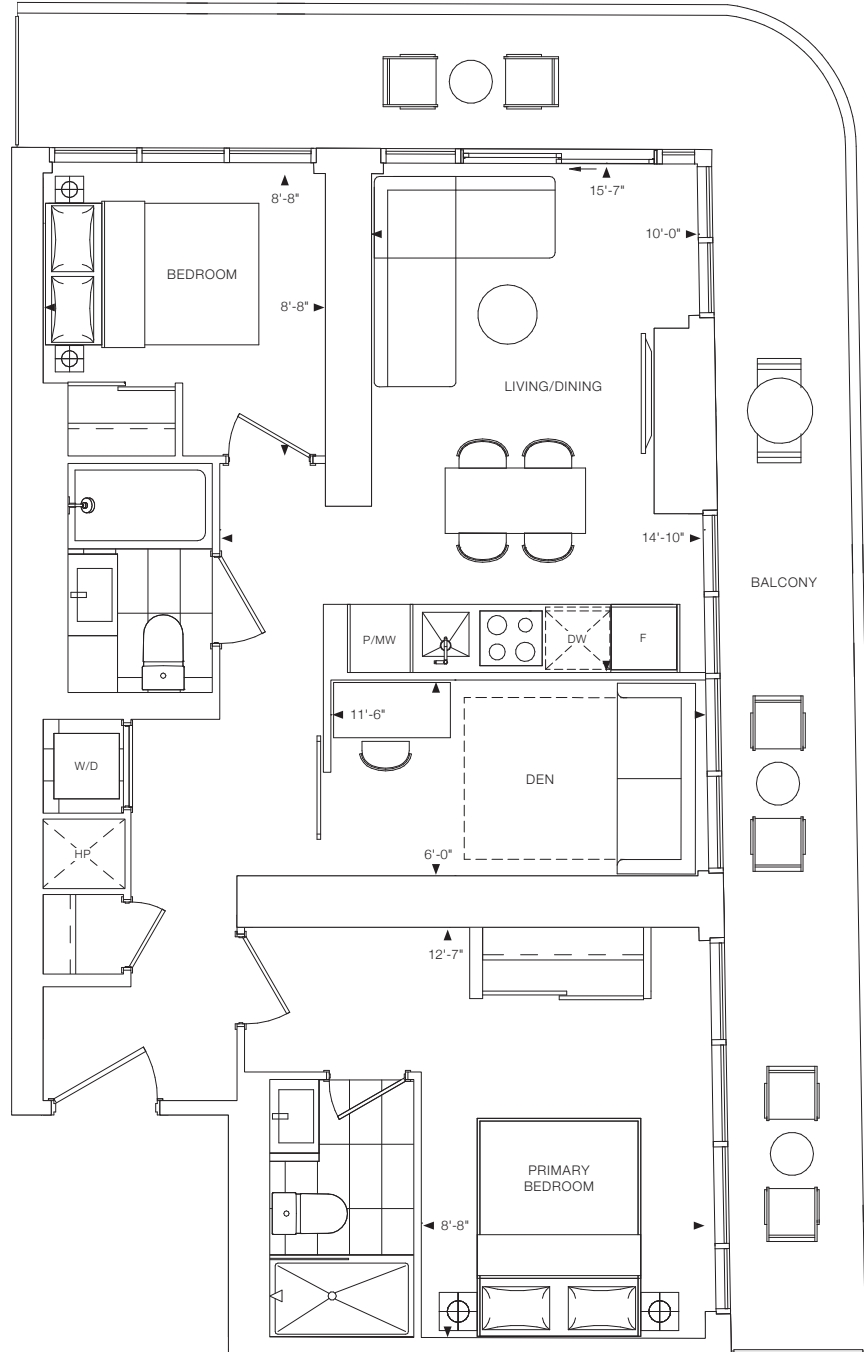 8'-8"
15'-7"
10'-0"
BEDROOM
8'-8"
LIVING/DINING
14'-10"
BALCONY
P/MW
DW
F
11'-6"
W/D
DEN
HP
6'-0"
12'-7"
PRIMARY
BEDROOM
8'-8"